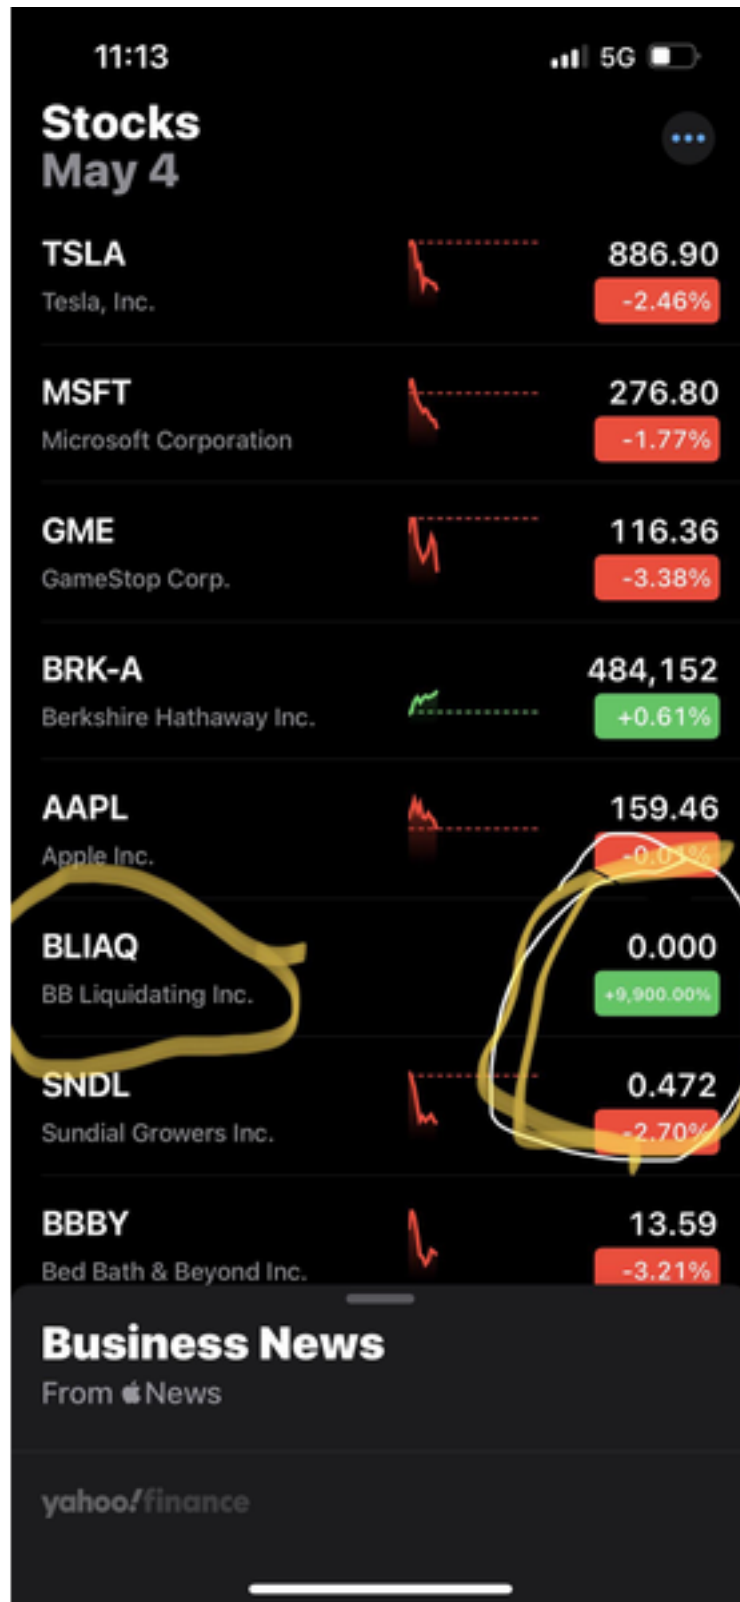 11:13 5G
Stocks
May 4
TSLA 886.90
Tesla, Inc. -2.46%
MSFT 276.80
Microsoft Corporation -1.77%
GME 116.36
GameStop Corp. -3.38%
BRK-A 484,152
Berkshire Hathaway Inc. +0.61%
AAPL 159.46
Apple Inc. -0.01%
BLIAQ 0.000
BB Liquidating Inc. +9,900.00%
SNDL 0.472
Sundial Growers Inc. -2.70%
BBBY 13.59
Bed Bath & Beyond Inc. -3.21%
Business News
From News
yahoo!finance